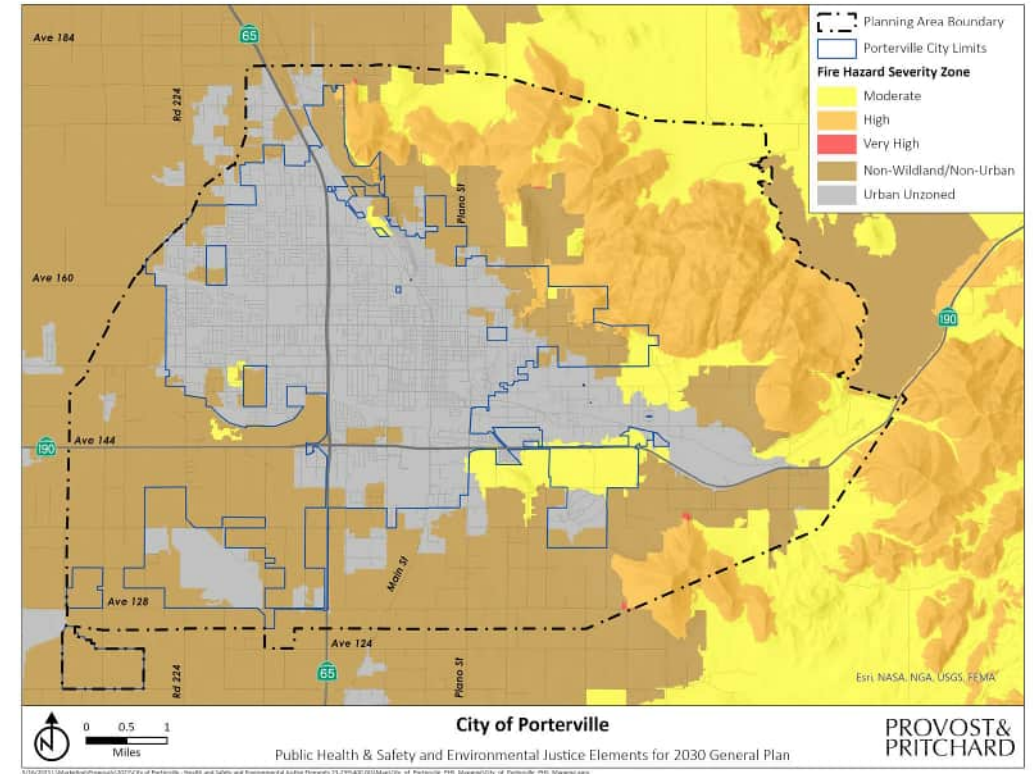 Ave 184
65
Rd 224
Planning Area Boundary
Porterville City Limits
Fire Hazard Severity Zone
Moderate
High
Very High
Non-Wildland/Non-Urban
Urban Unzoned
Plano St
Ave 160
190
190
Ave 144
Main St
Ave 128
Ave 124
Rd 224
65
Plano St
Esri, NASA, NGA, USGS, FEMA
N
0 0.5 1
Miles
City of Porterville
Public Health & Safety and Environmental Justice Elements for 2030 General Plan
PROVOST&
PRITCHARD